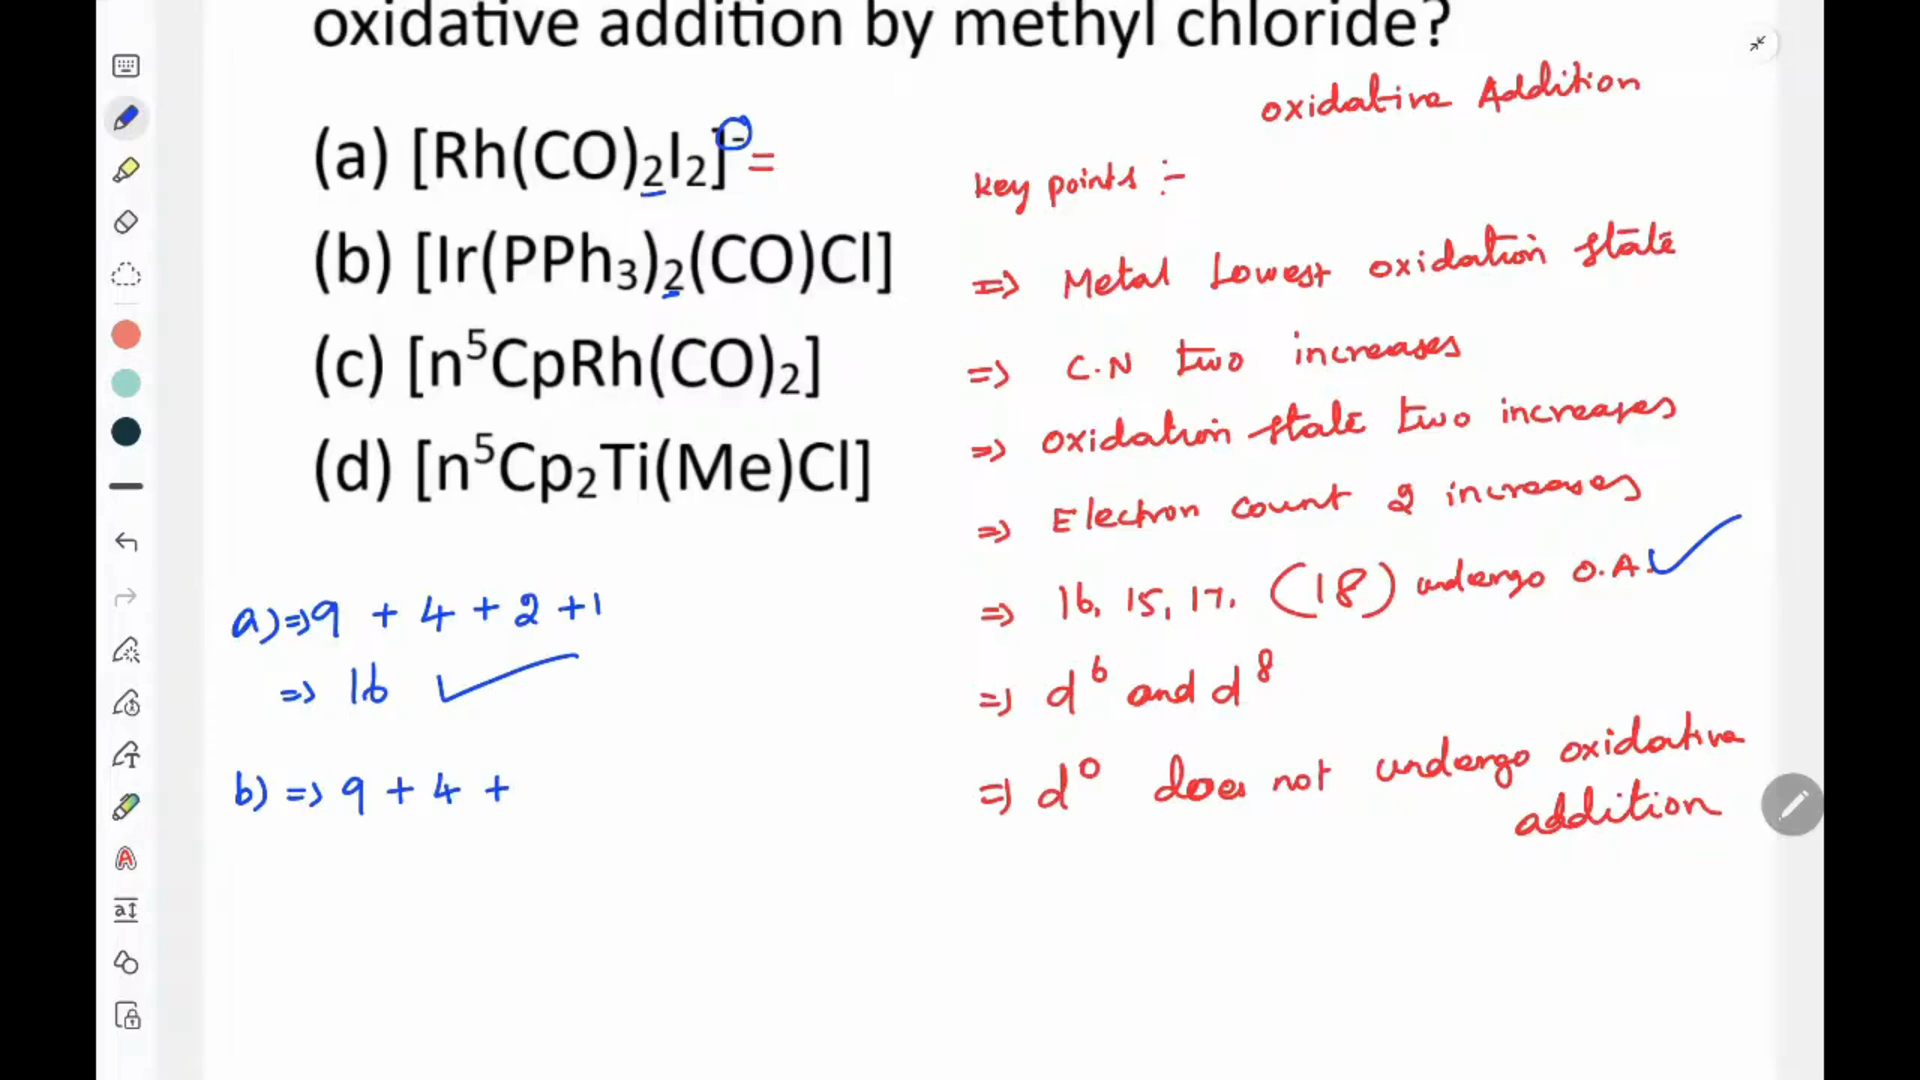 oxidative addition by methyl chloride?
oxidative Addition
(a) [Rh(CO)₂I₂]⁻ =
key points :-
(b) [Ir(PPh₃)₂(CO)Cl]
=> Metal Lowest oxidation state
(c) [n⁵CpRh(CO)₂]
=> C.N two increases
=> oxidation state two increases
(d) [n⁵Cp₂Ti(Me)Cl]
=> Electron count 2 increases
=> 16, 15, 17, (18) undergo O.A.
a) => 9 + 4 + 2 + 1
=> 16
=> d⁶ and d⁸
b) => 9 + 4 +
=> d⁰ does not undergo oxidative
addition